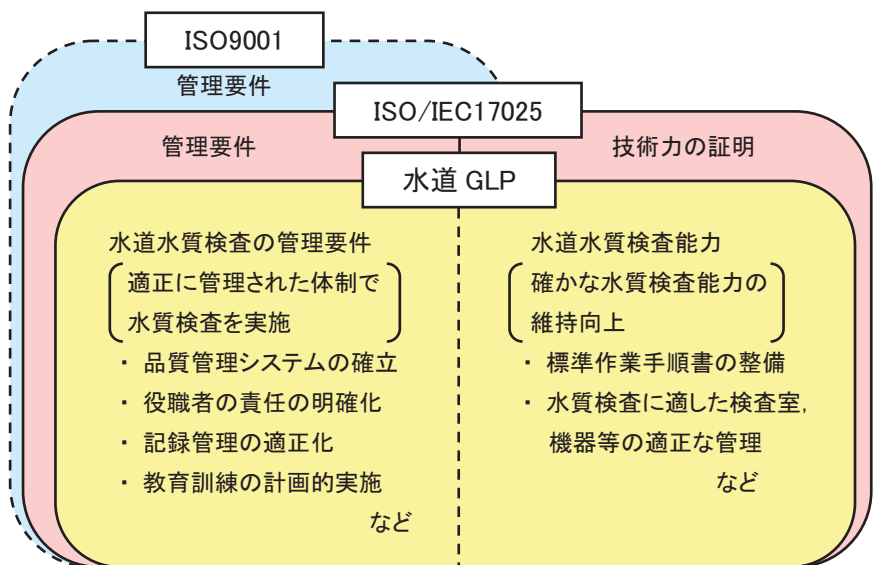 ISO9001
管理要件
ISO/IEC17025
管理要件
技術力の証明
水道 GLP
水道水質検査の管理要件
適正に管理された体制で
水質検査を実施
・ 品質管理システムの確立
・ 役職者の責任の明確化
・ 記録管理の適正化
・ 教育訓練の計画的実施
など
水道水質検査能力
確かな水質検査能力の
維持向上
・ 標準作業手順書の整備
・ 水質検査に適した検査室,
機器等の適正な管理
など